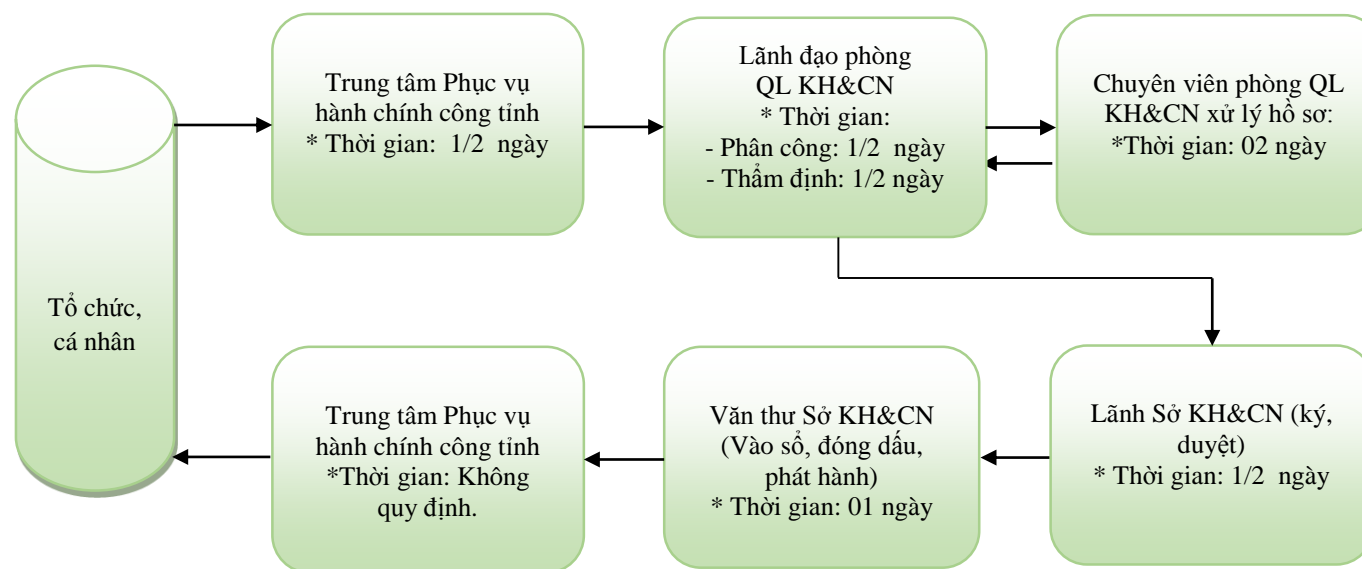 Trung tâm Phục vụ
hành chính công tỉnh
* Thời gian: 1/2 ngày
Lãnh đạo phòng
QL KH&CN
* Thời gian:
- Phân công: 1/2 ngày
- Thẩm định: 1/2 ngày
Chuyên viên phòng QL
KH&CN xử lý hồ sơ:
*Thời gian: 02 ngày
Tổ chức,
cá nhân
Trung tâm Phục vụ
hành chính công tỉnh
*Thời gian: Không
quy định.
Văn thư Sở KH&CN
(Vào sổ, đóng dấu,
phát hành)
* Thời gian: 01 ngày
Lãnh Sở KH&CN (ký,
duyệt)
* Thời gian: 1/2 ngày